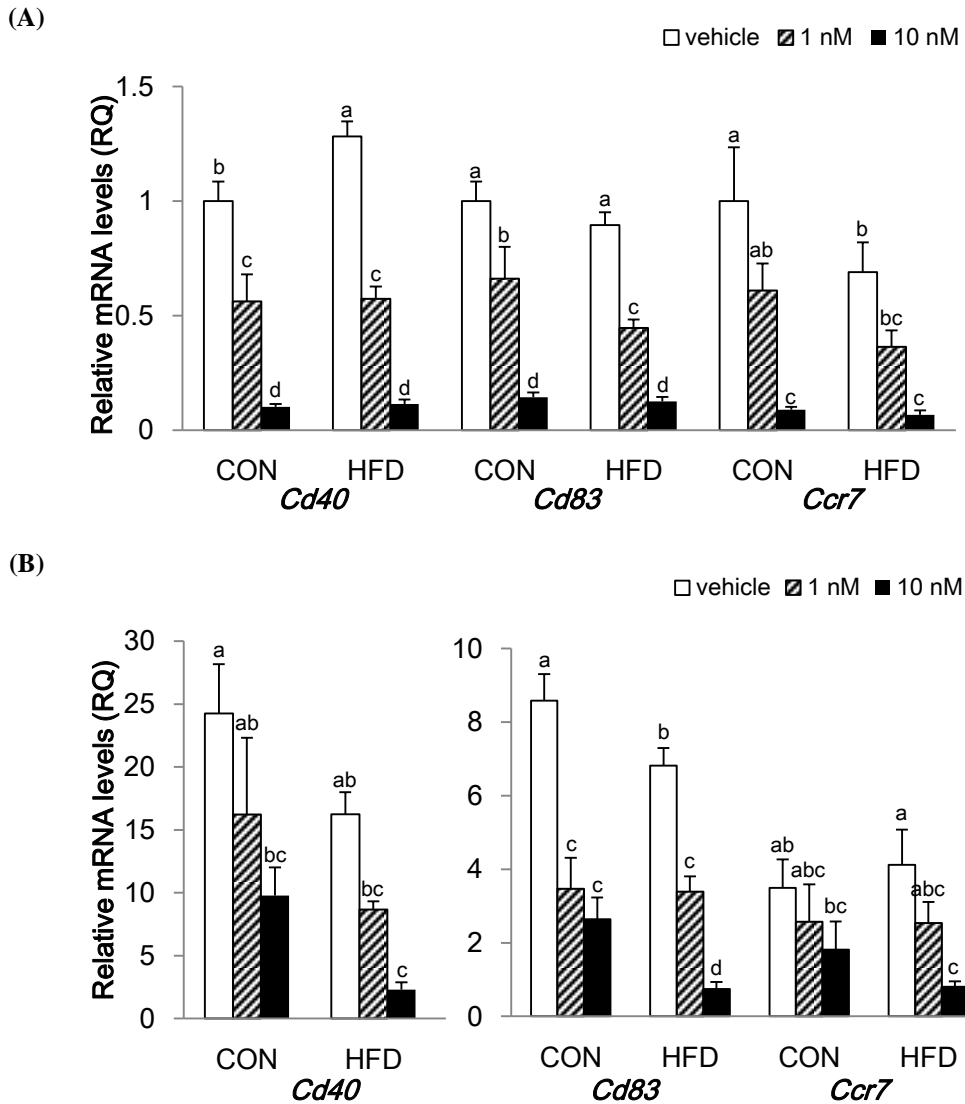 (A)
vehicle 1 nM 10 nM
Relative mRNA levels (RQ)
1.5
1
0.5
0
b c d a c d a b d a c d a ab c b bc c
CON HFD CON HFD CON HFD
Cd40 Cd83 Ccr7
(B)
vehicle 1 nM 10 nM
Relative mRNA levels (RQ)
30
25
20
15
10
5
0
a ab bc ab bc c
CON HFD
Cd40
10
8
6
4
2
0
a c c b c d ab abc bc a abc c
CON HFD CON HFD
Cd83 Ccr7